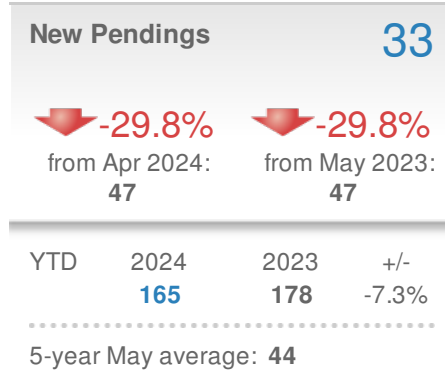 New Pendings 33
-29.8% -29.8%
from Apr 2024: from May 2023:
47 47
YTD 2024 2023 +/-
165 178 -7.3%
5-year May average: 44